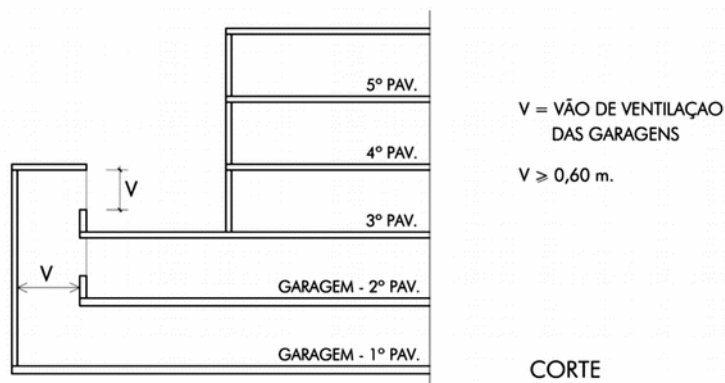 5º PAV.
V = VÃO DE VENTILAÇAO
DAS GARAGENS
4º PAV.
V
V ≥ 0,60 m.
3º PAV.
V
GARAGEM - 2º PAV.
GARAGEM - 1º PAV.
CORTE